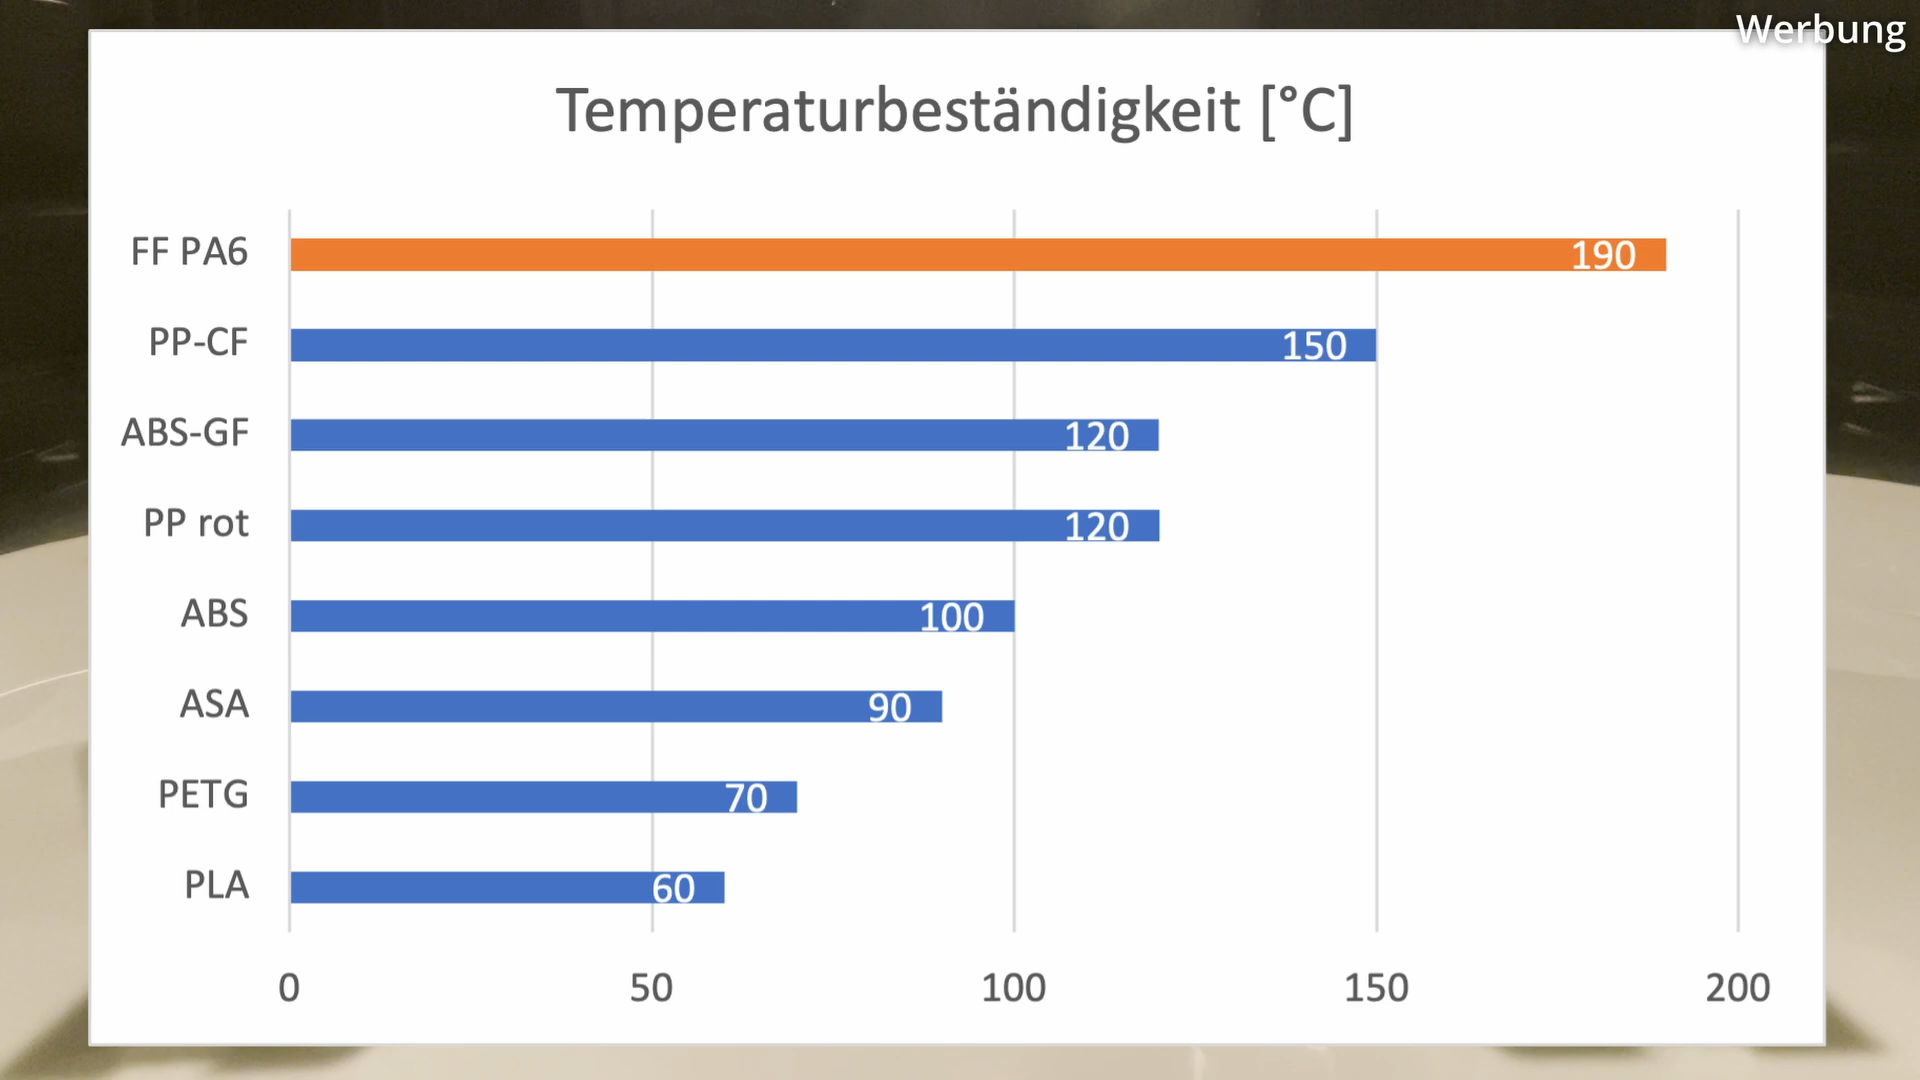 Werbung
Temperaturbeständigkeit [°C]
FF PA6 190
PP-CF 150
ABS-GF 120
PP rot 120
ABS 100
ASA 90
PETG 70
PLA 60
0 50 100 150 200